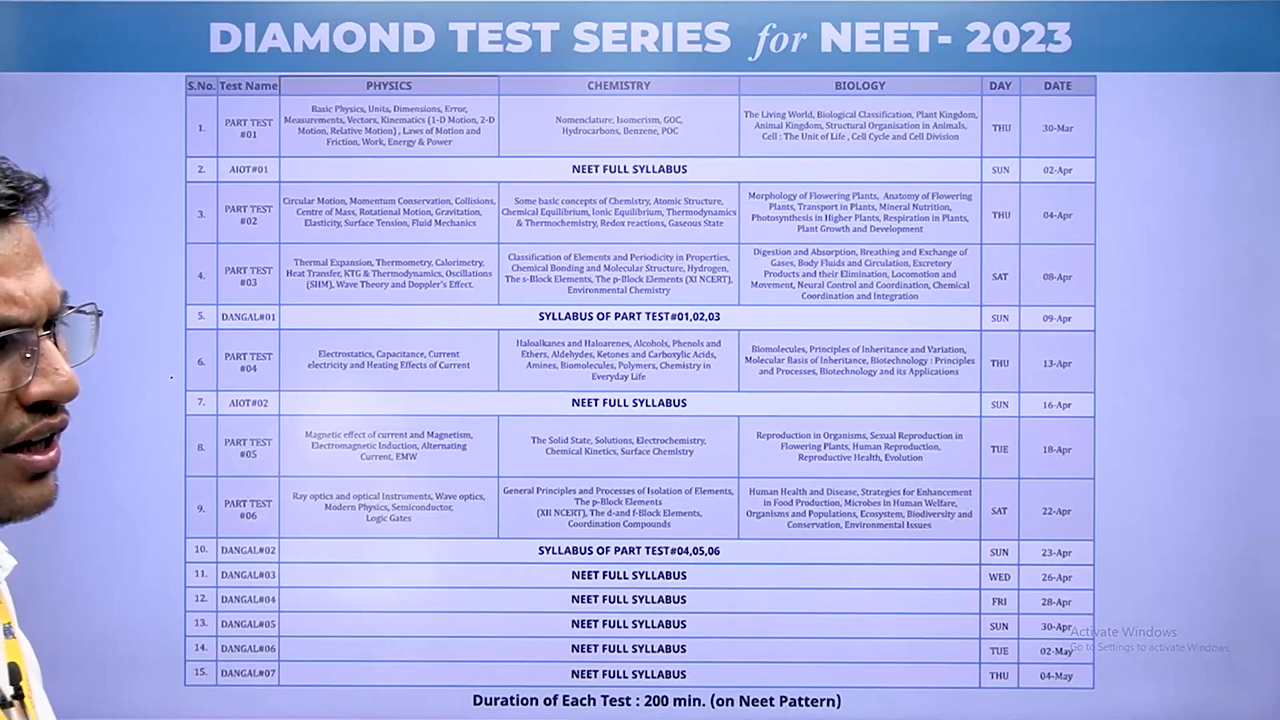 DIAMOND TEST SERIES for NEET- 2023
S.No. Test Name PHYSICS CHEMISTRY BIOLOGY DAY DATE
1. PART TEST #01
Basic Physics, Units, Dimensions, Error,
Measurements, Vectors, Kinematics (1-D Motion, 2-D
Motion, Relative Motion) , Laws of Motion and
Friction, Work, Energy & Power
Nomenclature, Isomerism, GOC,
Hydrocarbons, Benzene, POC
The Living World, Biological Classification, Plant Kingdom,
Animal Kingdom, Structural Organisation in Animals,
Cell : The Unit of Life , Cell Cycle and Cell Division
THU 30-Mar
2. AIOT#01 NEET FULL SYLLABUS SUN 02-Apr
3. PART TEST #02
Circular Motion, Momentum Conservation, Collisions,
Centre of Mass, Rotational Motion, Gravitation,
Elasticity, Surface Tension, Fluid Mechanics
Some basic concepts of Chemistry, Atomic Structure,
Chemical Equilibrium, Ionic Equilibrium, Thermodynamics
& Thermochemistry, Redox reactions, Gaseous State
Morphology of Flowering Plants, Anatomy of Flowering
Plants, Transport in Plants, Mineral Nutrition,
Photosynthesis in Higher Plants, Respiration in Plants,
Plant Growth and Development
THU 04-Apr
4. PART TEST #03
Thermal Expansion, Thermometry, Calorimetry,
Heat Transfer, KTG & Thermodynamics, Oscillations
(SHM), Wave Theory and Doppler's Effect.
Classification of Elements and Periodicity in Properties,
Chemical Bonding and Molecular Structure, Hydrogen,
The s-Block Elements, The p-Block Elements (XI NCERT),
Environmental Chemistry
Digestion and Absorption, Breathing and Exchange of
Gases, Body Fluids and Circulation, Excretory
Products and their Elimination, Locomotion and
Movement, Neural Control and Coordination, Chemical
Coordination and Integration
SAT 08-Apr
5. DANGAL#01 SYLLABUS OF PART TEST#01,02,03 SUN 09-Apr
6. PART TEST #04
Electrostatics, Capacitance, Current
electricity and Heating Effects of Current
Haloalkanes and Haloarenes, Alcohols, Phenols and
Ethers, Aldehydes, Ketones and Carboxylic Acids,
Amines, Biomolecules, Polymers, Chemistry in
Everyday Life
Biomolecules, Principles of Inheritance and Variation,
Molecular Basis of Inheritance, Biotechnology : Principles
and Processes, Biotechnology and its Applications
THU 13-Apr
7. AIOT#02 NEET FULL SYLLABUS SUN 16-Apr
8. PART TEST #05
Magnetic effect of current and Magnetism,
Electromagnetic Induction, Alternating
Current, EMW
The Solid State, Solutions, Electrochemistry,
Chemical Kinetics, Surface Chemistry
Reproduction in Organisms, Sexual Reproduction in
Flowering Plants, Human Reproduction,
Reproductive Health, Evolution
TUE 18-Apr
9. PART TEST #06
Ray optics and optical Instruments, Wave optics,
Modern Physics, Semiconductor,
Logic Gates
General Principles and Processes of Isolation of Elements,
The p-Block Elements
(XII NCERT), The d-and f-Block Elements,
Coordination Compounds
Human Health and Disease, Strategies for Enhancement
in Food Production, Microbes in Human Welfare,
Organisms and Populations, Ecosystem, Biodiversity and
Conservation, Environmental Issues
SAT 22-Apr
10. DANGAL#02 SYLLABUS OF PART TEST#04,05,06 SUN 23-Apr
11. DANGAL#03 NEET FULL SYLLABUS WED 26-Apr
12. DANGAL#04 NEET FULL SYLLABUS FRI 28-Apr
13. DANGAL#05 NEET FULL SYLLABUS SUN 30-Apr
14. DANGAL#06 NEET FULL SYLLABUS TUE 02-May
15. DANGAL#07 NEET FULL SYLLABUS THU 04-May
Activate Windows
Go to Settings to activate Windows.
Duration of Each Test : 200 min. (on Neet Pattern)